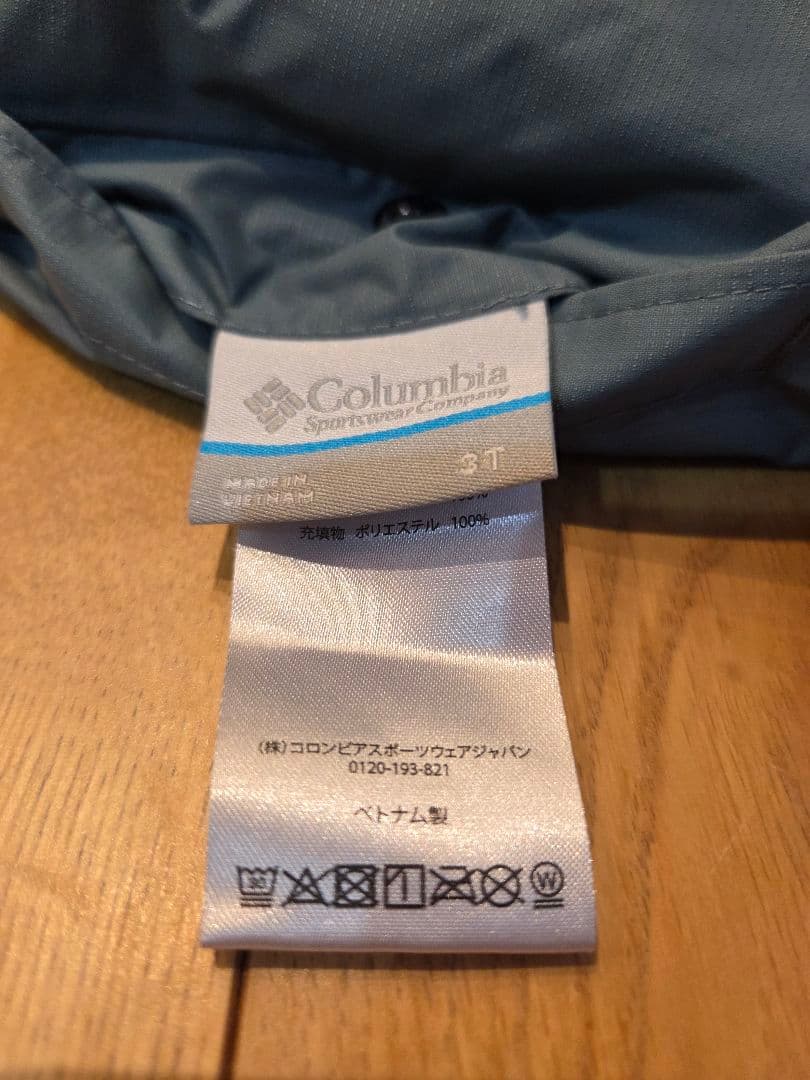 Columbia
Sportswear Company
3T
MADE IN
VIETNAM
充填物 ポリエステル 100%
(株)コロンビアスポーツウェアジャパン
0120-193-821
ベトナム製
30
W